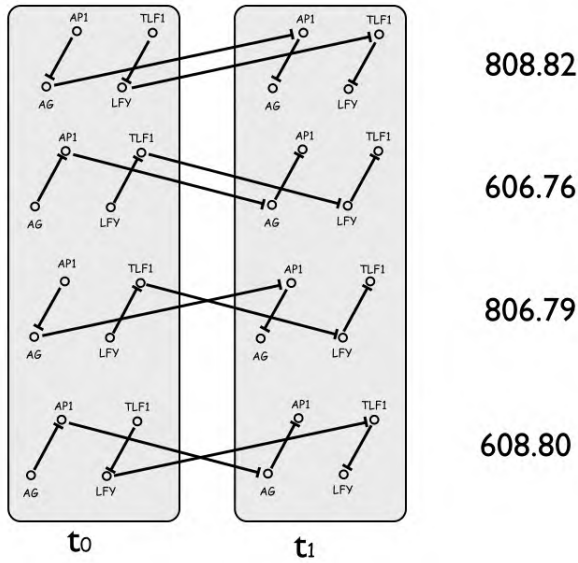 AP1 TLF1 AP1 TLF1
AG LFY AG LFY 808.82
AP1 TLF1 AP1 TLF1
AG LFY AG LFY 606.76
AP1 TLF1 AP1 TLF1
AG LFY AG LFY 806.79
AP1 TLF1 AP1 TLF1
AG LFY AG LFY 608.80
t0 t1